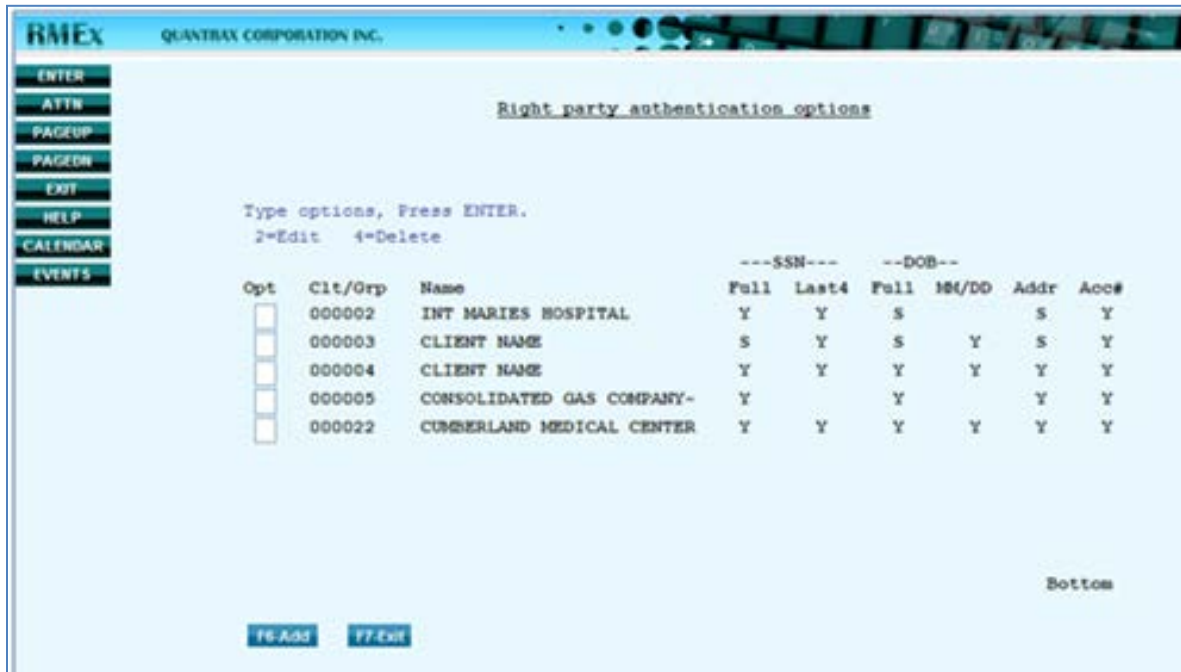 RMEx QUANTRAX CORPORATION INC.
ENTER
ATTN
PAGEUP
PAGEDN
EXIT
HELP
CALENDAR
EVENTS
Right party authentication options
Type options, Press ENTER.
2=Edit 4=Delete
---SSN--- --DOB--
Opt Clt/Grp Name Full Last4 Full MM/DD Addr Acc#
000002 INT MARIES HOSPITAL Y Y S S Y
000003 CLIENT NAME S Y S Y S Y
000004 CLIENT NAME Y Y Y Y Y Y
000005 CONSOLIDATED GAS COMPANY- Y Y Y Y
000022 CUMBERLAND MEDICAL CENTER Y Y Y Y Y Y
Bottom
F6-Add F7-Exit